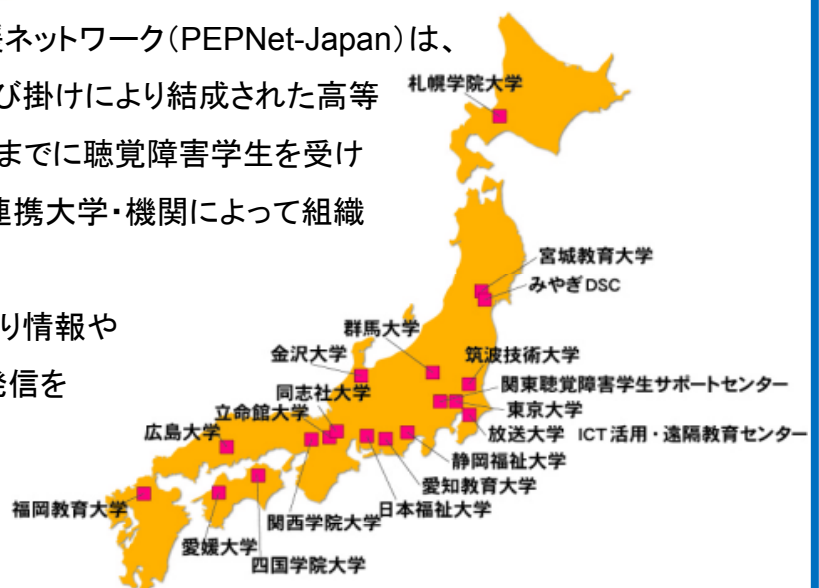 ネットワーク（PEPNet-Japan）は、
び掛けにより結成された高等
までに聴覚障害学生を受け
連携大学・機関によって組織
り情報や
発信を
札幌学院大学
宮城教育大学
みやぎDSC
群馬大学
金沢大学
筑波技術大学
関東聴覚障害学生サポートセンター
同志社大学
立命館大学
東京大学
広島大学
放送大学 ICT活用・遠隔教育センター
静岡福祉大学
愛知教育大学
日本福祉大学
福岡教育大学
関西学院大学
愛媛大学
四国学院大学